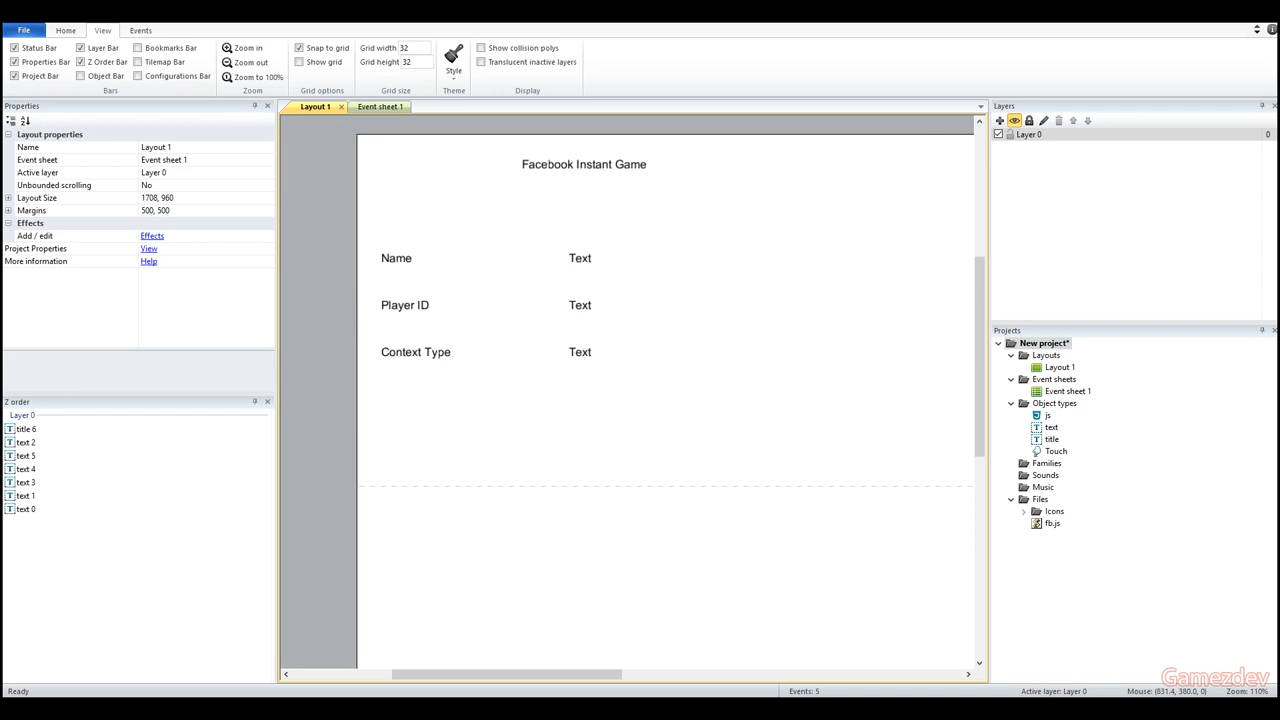 File Home View Events
Status Bar Layer Bar Bookmarks Bar Zoom in Snap to grid Grid width 32 Show collision polys
Properties Bar Z Order Bar Tilemap Bar Zoom out Show grid Grid height 32 Style Translucent inactive layers
Project Bar Object Bar Configurations Bar Zoom to 100%
Bars Zoom Grid options Grid size Theme Display
Properties
Layout properties
Name Layout 1
Event sheet Event sheet 1
Active layer Layer 0
Unbounded scrolling No
Layout Size 1708, 960
Margins 500, 500
Effects
Add / edit Effects
Project Properties View
More information Help
Z order
Layer 0
title 6
text 2
text 5
text 4
text 3
text 1
text 0
Layout 1 Event sheet 1
Facebook Instant Game
Name Text
Player ID Text
Context Type Text
Layers
Layer 0 0
Projects
New project*
Layouts
Layout 1
Event sheets
Event sheet 1
Object types
js
text
title
Touch
Families
Sounds
Music
Files
Icons
fb.js
Gamezdev
Ready Events: 5 Active layer: Layer 0 Mouse: (831.4, 380.0, 0) Zoom: 110%